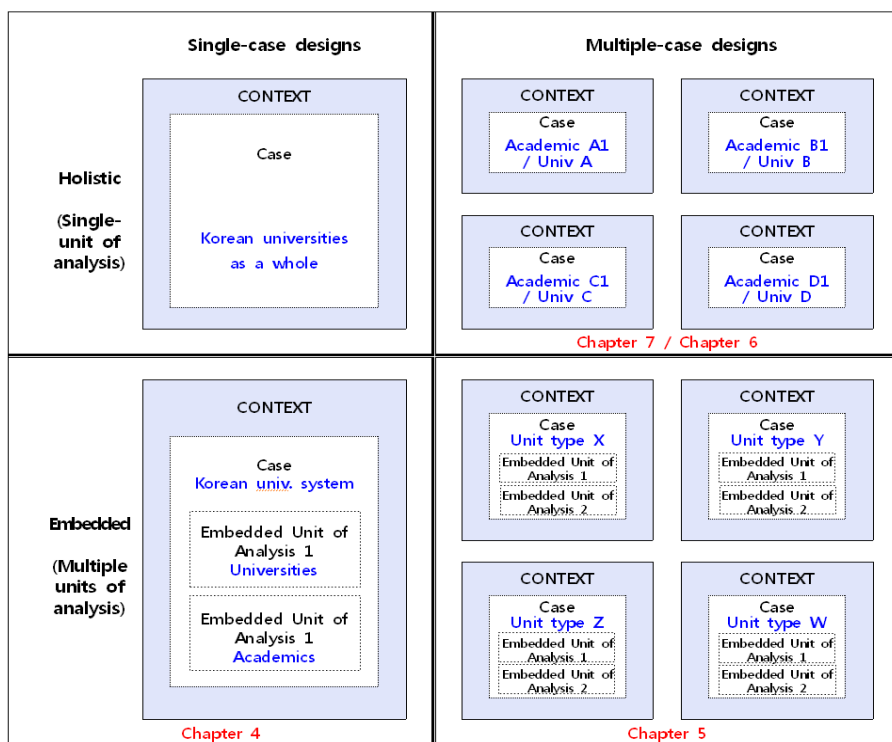 Single-case designs
Multiple-case designs
Holistic
(Single-
unit of
analysis)
CONTEXT
Case
Korean universities
as a whole
CONTEXT
Case
Academic A1
/ Univ A
CONTEXT
Case
Academic B1
/ Univ B
CONTEXT
Case
Academic C1
/ Univ C
CONTEXT
Case
Academic D1
/ Univ D
Chapter 7 / Chapter 6
Embedded
(Multiple
units of
analysis)
CONTEXT
Case
Korean univ. system
Embedded Unit of
Analysis 1
Universities
Embedded Unit of
Analysis 1
Academics
Chapter 4
CONTEXT
Case
Unit type X
Embedded Unit of
Analysis 1
Embedded Unit of
Analysis 2
CONTEXT
Case
Unit type Y
Embedded Unit of
Analysis 1
Embedded Unit of
Analysis 2
CONTEXT
Case
Unit type Z
Embedded Unit of
Analysis 1
Embedded Unit of
Analysis 2
CONTEXT
Case
Unit type W
Embedded Unit of
Analysis 1
Embedded Unit of
Analysis 2
Chapter 5